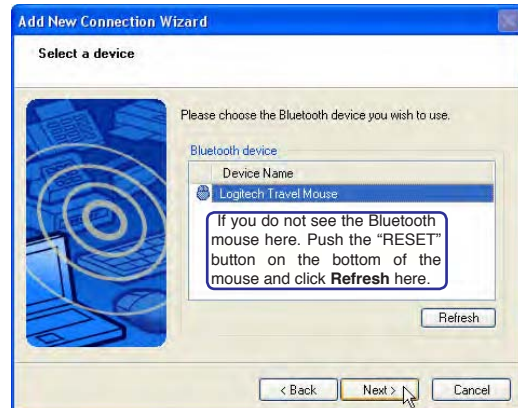 Add New Connection Wizard
Select a device
Please choose the Bluetooth device you wish to use.
Bluetooth device
Device Name
Logitech Travel Mouse
If you do not see the Bluetooth
mouse here. Push the “RESET”
button on the bottom of the
mouse and click Refresh here.
Refresh
< Back Next > Cancel